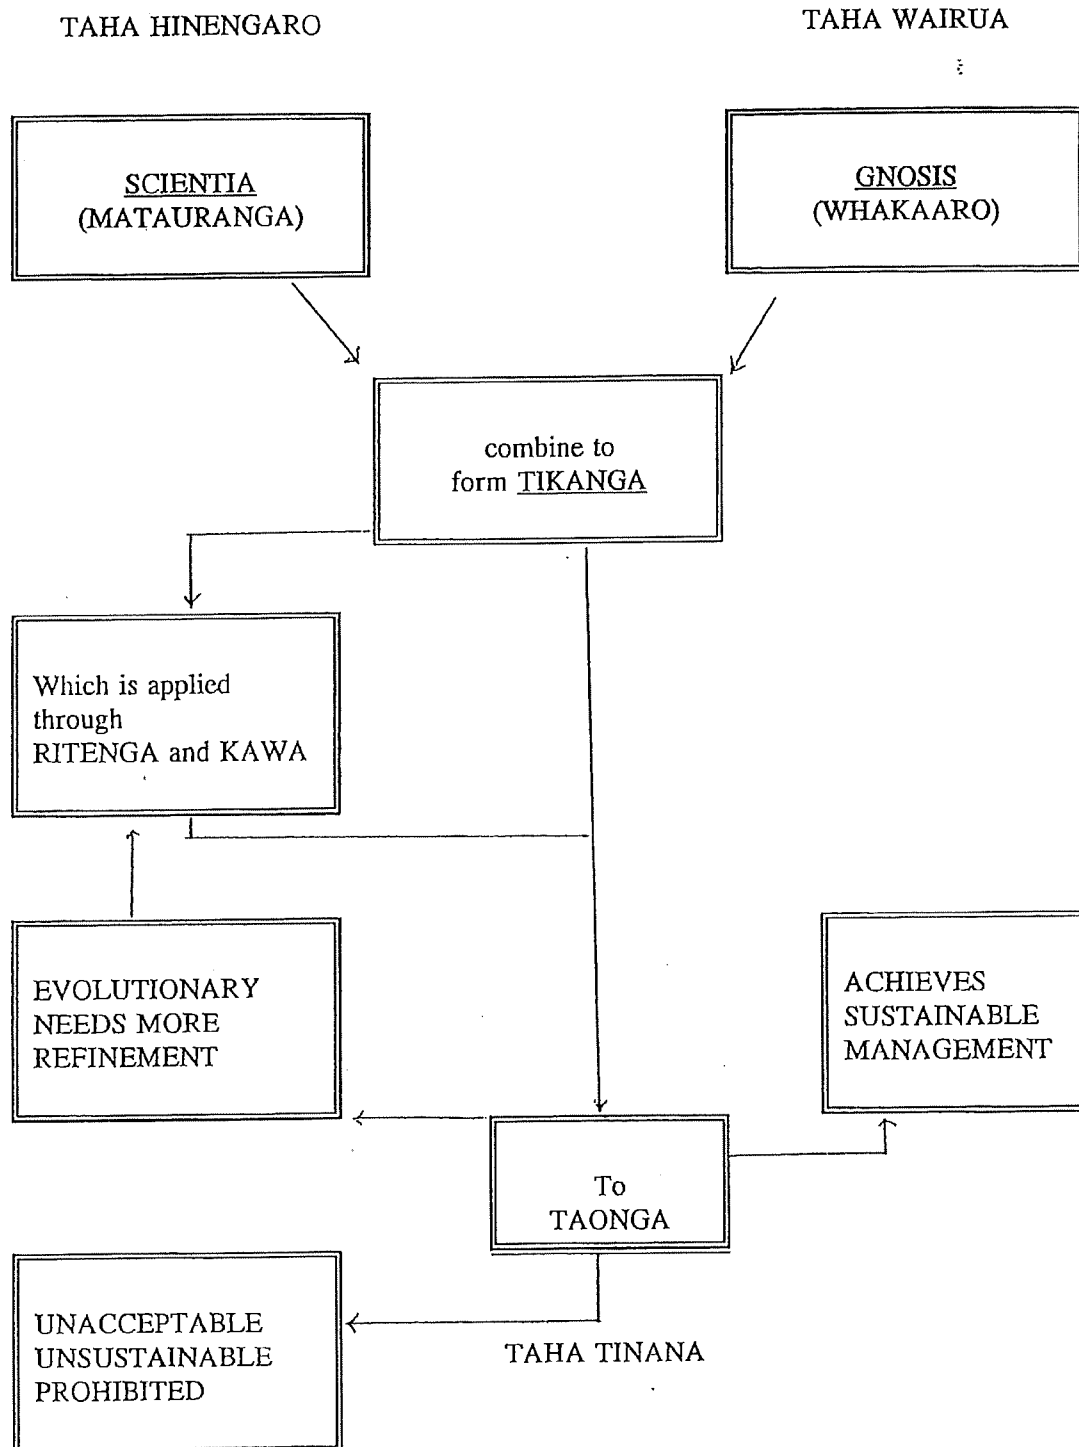 TAHA HINENGARO
TAHA WAIRUA
SCIENTIA
(MATAURANGA)
GNOSIS
(WHAKAARO)
combine to
form TIKANGA
Which is applied
through
RITENGA and KAWA
EVOLUTIONARY
NEEDS MORE
REFINEMENT
ACHIEVES
SUSTAINABLE
MANAGEMENT
To
TAONGA
UNACCEPTABLE
UNSUSTAINABLE
PROHIBITED
TAHA TINANA